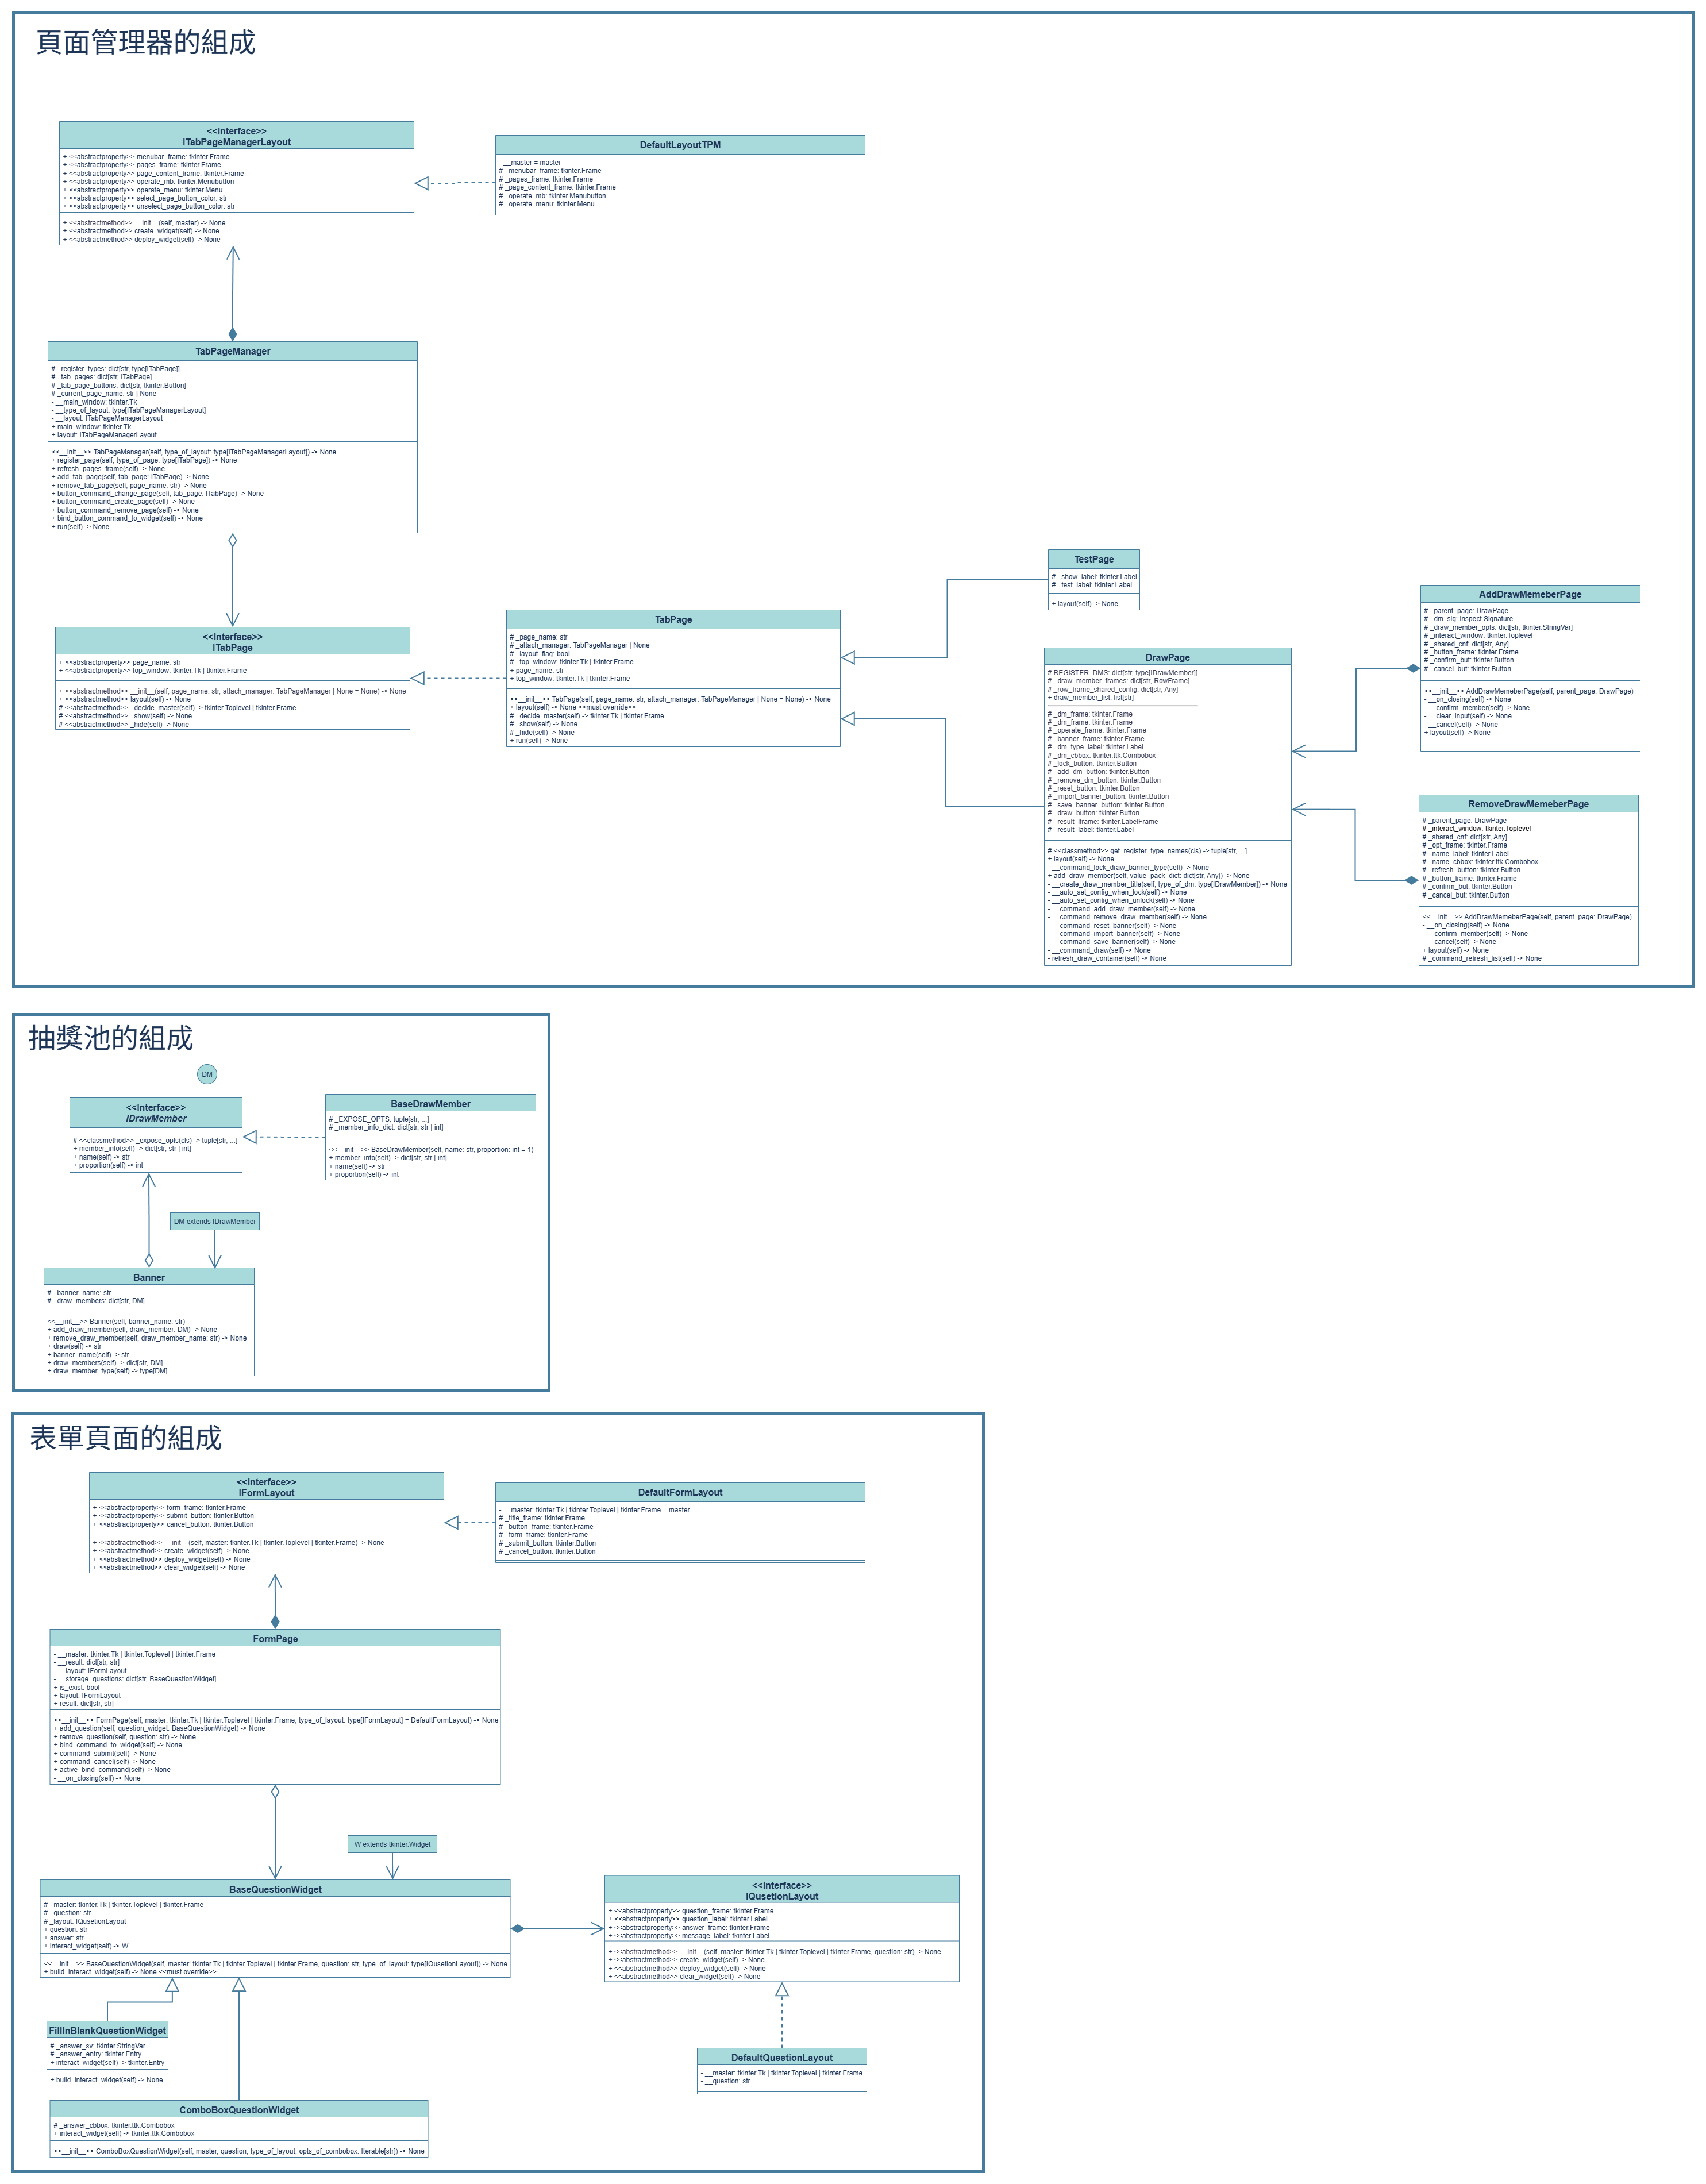 頁面管理器的組成
<<Interface>>
ITabPageManagerLayout
+ <<abstractproperty>> menubar_frame: tkinter.Frame
+ <<abstractproperty>> pages_frame: tkinter.Frame
+ <<abstractproperty>> page_content_frame: tkinter.Frame
+ <<abstractproperty>> operate_mb: tkinter.Menubutton
+ <<abstractproperty>> operate_menu: tkinter.Menu
+ <<abstractproperty>> select_page_button_color: str
+ <<abstractproperty>> unselect_page_button_color: str
+ <<abstractmethod>> __init__(self, master) -> None
+ <<abstractmethod>> create_widget(self) -> None
+ <<abstractmethod>> deploy_widget(self) -> None
DefaultLayoutTPM
- __master = master
# _menubar_frame: tkinter.Frame
# _pages_frame: tkinter.Frame
# _page_content_frame: tkinter.Frame
# _operate_mb: tkinter.Menubutton
# _operate_menu: tkinter.Menu
TabPageManager
# _register_types: dict[str, type[ITabPage]]
# _tab_pages: dict[str, ITabPage]
# _tab_page_buttons: dict[str, tkinter.Button]
# _current_page_name: str | None
- __main_window: tkinter.Tk
- __type_of_layout: type[ITabPageManagerLayout]
- __layout: ITabPageManagerLayout
+ main_window: tkinter.Tk
+ layout: ITabPageManagerLayout
<<__init__>> TabPageManager(self, type_of_layout: type[ITabPageManagerLayout]) -> None
+ register_page(self, type_of_page: type[ITabPage]) -> None
+ refresh_pages_frame(self) -> None
+ add_tab_page(self, tab_page: ITabPage) -> None
+ remove_tab_page(self, page_name: str) -> None
+ button_command_change_page(self, tab_page: ITabPage) -> None
+ button_command_create_page(self) -> None
+ button_command_remove_page(self) -> None
+ bind_button_command_to_widget(self) -> None
+ run(self) -> None
<<Interface>>
ITabPage
+ <<abstractproperty>> page_name: str
+ <<abstractproperty>> top_window: tkinter.Tk | tkinter.Frame
+ <<abstractmethod>> __init__(self, page_name: str, attach_manager: TabPageManager | None = None) -> None
+ <<abstractmethod>> layout(self) -> None
# <<abstractmethod>> _decide_master(self) -> tkinter.Toplevel | tkinter.Frame
# <<abstractmethod>> _show(self) -> None
# <<abstractmethod>> _hide(self) -> None
TabPage
# _page_name: str
# _attach_manager: TabPageManager | None
# _layout_flag: bool
# _top_window: tkinter.Tk | tkinter.Frame
+ page_name: str
+ top_window: tkinter.Tk | tkinter.Frame
<<__init__>> TabPage(self, page_name: str, attach_manager: TabPageManager | None = None) -> None
+ layout(self) -> None <<must override>>
# _decide_master(self) -> tkinter.Tk | tkinter.Frame
# _show(self) -> None
# _hide(self) -> None
+ run(self) -> None
TestPage
# _show_label: tkinter.Label
# _test_label: tkinter.Label
+ layout(self) -> None
DrawPage
# REGISTER_DMS: dict[str, type[IDrawMember]]
# _draw_member_frames: dict[str, RowFrame]
# _row_frame_shared_config: dict[str, Any]
+ draw_member_list: list[str]
# _dm_frame: tkinter.Frame
# _dm_frame: tkinter.Frame
# _operate_frame: tkinter.Frame
# _banner_frame: tkinter.Frame
# _dm_type_label: tkinter.Label
# _dm_cbbox: tkinter.ttk.Combobox
# _lock_button: tkinter.Button
# _add_dm_button: tkinter.Button
# _remove_dm_button: tkinter.Button
# _reset_button: tkinter.Button
# _import_banner_button: tkinter.Button
# _save_banner_button: tkinter.Button
# _draw_button: tkinter.Button
# _result_lframe: tkinter.LabelFrame
# _result_label: tkinter.Label
# <<classmethod>> get_register_type_names(cls) -> tuple[str, ...]
+ layout(self) -> None
- __command_lock_draw_banner_type(self) -> None
+ add_draw_member(self, value_pack_dict: dict[str, Any]) -> None
- __create_draw_member_title(self, type_of_dm: type[IDrawMember]) -> None
- __auto_set_config_when_lock(self) -> None
- __auto_set_config_when_unlock(self) -> None
- __command_add_draw_member(self) -> None
- __command_remove_draw_member(self) -> None
- __command_reset_banner(self) -> None
- __command_import_banner(self) -> None
- __command_save_banner(self) -> None
- __command_draw(self) -> None
- refresh_draw_container(self) -> None
AddDrawMemeberPage
# _parent_page: DrawPage
# _dm_sig: inspect.Signature
# _draw_member_opts: dict[str, tkinter.StringVar]
# _interact_window: tkinter.Toplevel
# _shared_cnf: dict[str, Any]
# _button_frame: tkinter.Frame
# _confirm_but: tkinter.Button
# _cancel_but: tkinter.Button
<<__init__>> AddDrawMemeberPage(self, parent_page: DrawPage)
- __on_closing(self) -> None
- __confirm_member(self) -> None
- __clear_input(self) -> None
- __cancel(self) -> None
+ layout(self) -> None
RemoveDrawMemeberPage
# _parent_page: DrawPage
# _interact_window: tkinter.Toplevel
# _shared_cnf: dict[str, Any]
# _opt_frame: tkinter.Frame
# _name_label: tkinter.Label
# _name_cbbox: tkinter.ttk.Combobox
# _refresh_button: tkinter.Button
# _button_frame: tkinter.Frame
# _confirm_but: tkinter.Button
# _cancel_but: tkinter.Button
<<__init__>> AddDrawMemeberPage(self, parent_page: DrawPage)
- __on_closing(self) -> None
- __confirm_member(self) -> None
- __cancel(self) -> None
+ layout(self) -> None
# _command_refresh_list(self) -> None
抽獎池的組成
DM
<<Interface>>
IDrawMember
# <<classmethod>> _expose_opts(cls) -> tuple[str, ...]
+ member_info(self) -> dict[str, str | int]
+ name(self) -> str
+ proportion(self) -> int
BaseDrawMember
# _EXPOSE_OPTS: tuple[str, ...]
# _member_info_dict: dict[str, str | int]
<<__init__>> BaseDrawMember(self, name: str, proportion: int = 1)
+ member_info(self) -> dict[str, str | int]
+ name(self) -> str
+ proportion(self) -> int
DM extends IDrawMember
Banner
# _banner_name: str
# _draw_members: dict[str, DM]
<<__init__>> Banner(self, banner_name: str)
+ add_draw_member(self, draw_member: DM) -> None
+ remove_draw_member(self, draw_member_name: str) -> None
+ draw(self) -> str
+ banner_name(self) -> str
+ draw_members(self) -> dict[str, DM]
+ draw_member_type(self) -> type[DM]
表單頁面的組成
<<Interface>>
IFormLayout
+ <<abstractproperty>> form_frame: tkinter.Frame
+ <<abstractproperty>> submit_button: tkinter.Button
+ <<abstractproperty>> cancel_button: tkinter.Button
+ <<abstractmethod>> __init__(self, master: tkinter.Tk | tkinter.Toplevel | tkinter.Frame) -> None
+ <<abstractmethod>> create_widget(self) -> None
+ <<abstractmethod>> deploy_widget(self) -> None
+ <<abstractmethod>> clear_widget(self) -> None
DefaultFormLayout
- __master: tkinter.Tk | tkinter.Toplevel | tkinter.Frame = master
# _title_frame: tkinter.Frame
# _button_frame: tkinter.Frame
# _form_frame: tkinter.Frame
# _submit_button: tkinter.Button
# _cancel_button: tkinter.Button
FormPage
- __master: tkinter.Tk | tkinter.Toplevel | tkinter.Frame
- __result: dict[str, str]
- __layout: IFormLayout
- __storage_questions: dict[str, BaseQuestionWidget]
+ is_exist: bool
+ layout: IFormLayout
+ result: dict[str, str]
<<__init__>> FormPage(self, master: tkinter.Tk | tkinter.Toplevel | tkinter.Frame, type_of_layout: type[IFormLayout] = DefaultFormLayout) -> None
+ add_question(self, question_widget: BaseQuestionWidget) -> None
+ remove_question(self, question: str) -> None
+ bind_command_to_widget(self) -> None
+ command_submit(self) -> None
+ command_cancel(self) -> None
+ active_bind_command(self) -> None
- __on_closing(self) -> None
W extends tkinter.Widget
BaseQuestionWidget
# _master: tkinter.Tk | tkinter.Toplevel | tkinter.Frame
# _question: str
# _layout: IQusetionLayout
+ question: str
+ answer: str
+ interact_widget(self) -> W
<<__init__>> BaseQuestionWidget(self, master: tkinter.Tk | tkinter.Toplevel | tkinter.Frame, question: str, type_of_layout: type[IQusetionLayout]) -> None
+ build_interact_widget(self) -> None <<must override>>
<<Interface>>
IQusetionLayout
+ <<abstractproperty>> question_frame: tkinter.Frame
+ <<abstractproperty>> question_label: tkinter.Label
+ <<abstractproperty>> answer_frame: tkinter.Frame
+ <<abstractproperty>> message_label: tkinter.Label
+ <<abstractmethod>> __init__(self, master: tkinter.Tk | tkinter.Toplevel | tkinter.Frame, question: str) -> None
+ <<abstractmethod>> create_widget(self) -> None
+ <<abstractmethod>> deploy_widget(self) -> None
+ <<abstractmethod>> clear_widget(self) -> None
FillInBlankQuestionWidget
# _answer_sv: tkinter.StringVar
# _answer_entry: tkinter.Entry
+ interact_widget(self) -> tkinter.Entry
+ build_interact_widget(self) -> None
DefaultQuestionLayout
- __master: tkinter.Tk | tkinter.Toplevel | tkinter.Frame
- __question: str
ComboBoxQuestionWidget
# _answer_cbbox: tkinter.ttk.Combobox
+ interact_widget(self) -> tkinter.ttk.Combobox
<<__init__>> ComboBoxQuestionWidget(self, master, question, type_of_layout, opts_of_combobox: Iterable[str]) -> None